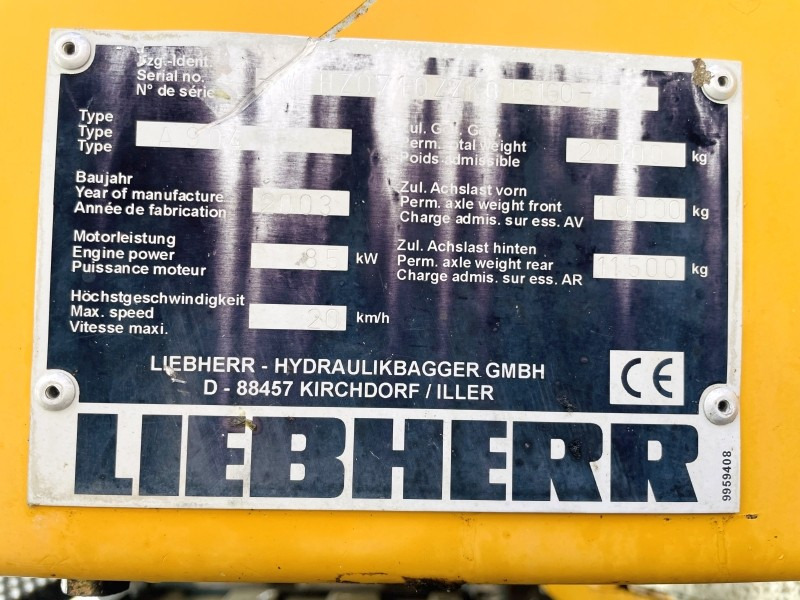 Fzg.-Ident.
Serial no.
N° de série
Type
Type
Type
Baujahr
Year of manufacture 2003
Année de fabrication
Motorleistung
Engine power 85 kW
Puissance moteur
Höchstgeschwindigkeit
Max. speed 20 km/h
Vitesse maxi.
Zul. Ges. Gew.
Perm. total weight kg
Poids admissible
Zul. Achslast vorn
Perm. axle weight front kg
Charge admis. sur ess. AV
Zul. Achslast hinten
Perm. axle weight rear 11500 kg
Charge admis. sur ess. AR
LIEBHERR - HYDRAULIKBAGGER GMBH
D - 88457 KIRCHDORF / ILLER
CE
LIEBHERR
9959408